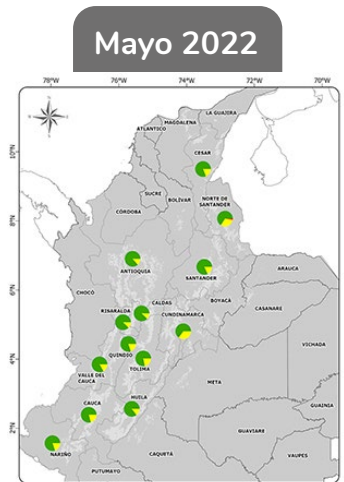 Mayo 2022
78°W 76°W 74°W 72°W 70°W
LA GUAJIRA
MAGDALENA
ATLANTICO
10°N
CESAR
SUCRE
BOLÍVAR
NORTE DE
SANTANDER
CÓRDOBA
8°N
ANTIOQUIA
SANTANDER
ARAUCA
6°N
CHOCÓ
BOYACÁ
CALDAS
RISARALDA
CUNDINAMARCA
CASANARE
VICHADA
QUINDIO
4°N
TOLIMA
VALLE DEL
CAUCA
META
HUILA
CAUCA
GUAINIA
2°N
GUAVIARE
NARIÑO
CAQUETÁ
VAUPES
PUTUMAYO